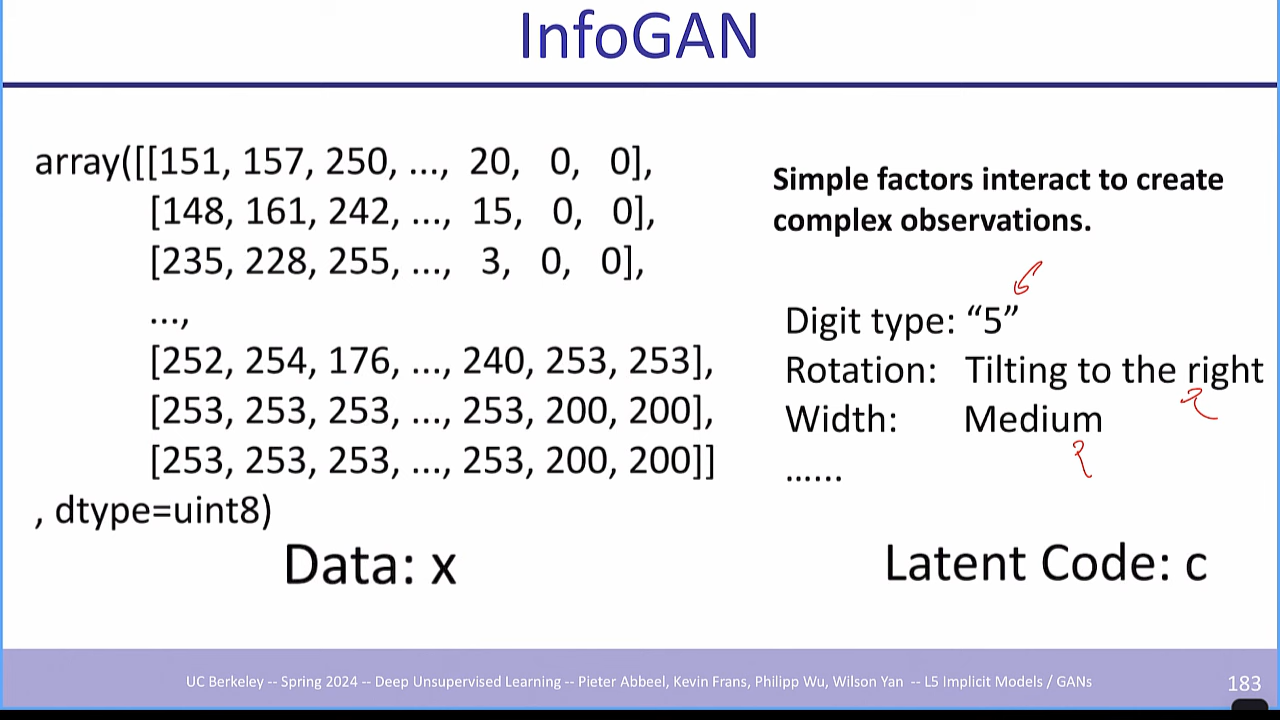 InfoGAN
array([[151, 157, 250, ..., 20, 0, 0],
[148, 161, 242, ..., 15, 0, 0],
[235, 228, 255, ..., 3, 0, 0],
...,
[252, 254, 176, ..., 240, 253, 253],
[253, 253, 253, ..., 253, 200, 200],
[253, 253, 253, ..., 253, 200, 200]]
, dtype=uint8)
Data: x
Simple factors interact to create
complex observations.
Digit type: “5”
Rotation: Tilting to the right
Width: Medium
......
Latent Code: c
UC Berkeley -- Spring 2024 -- Deep Unsupervised Learning -- Pieter Abbeel, Kevin Frans, Philipp Wu, Wilson Yan -- L5 Implicit Models / GANs
183